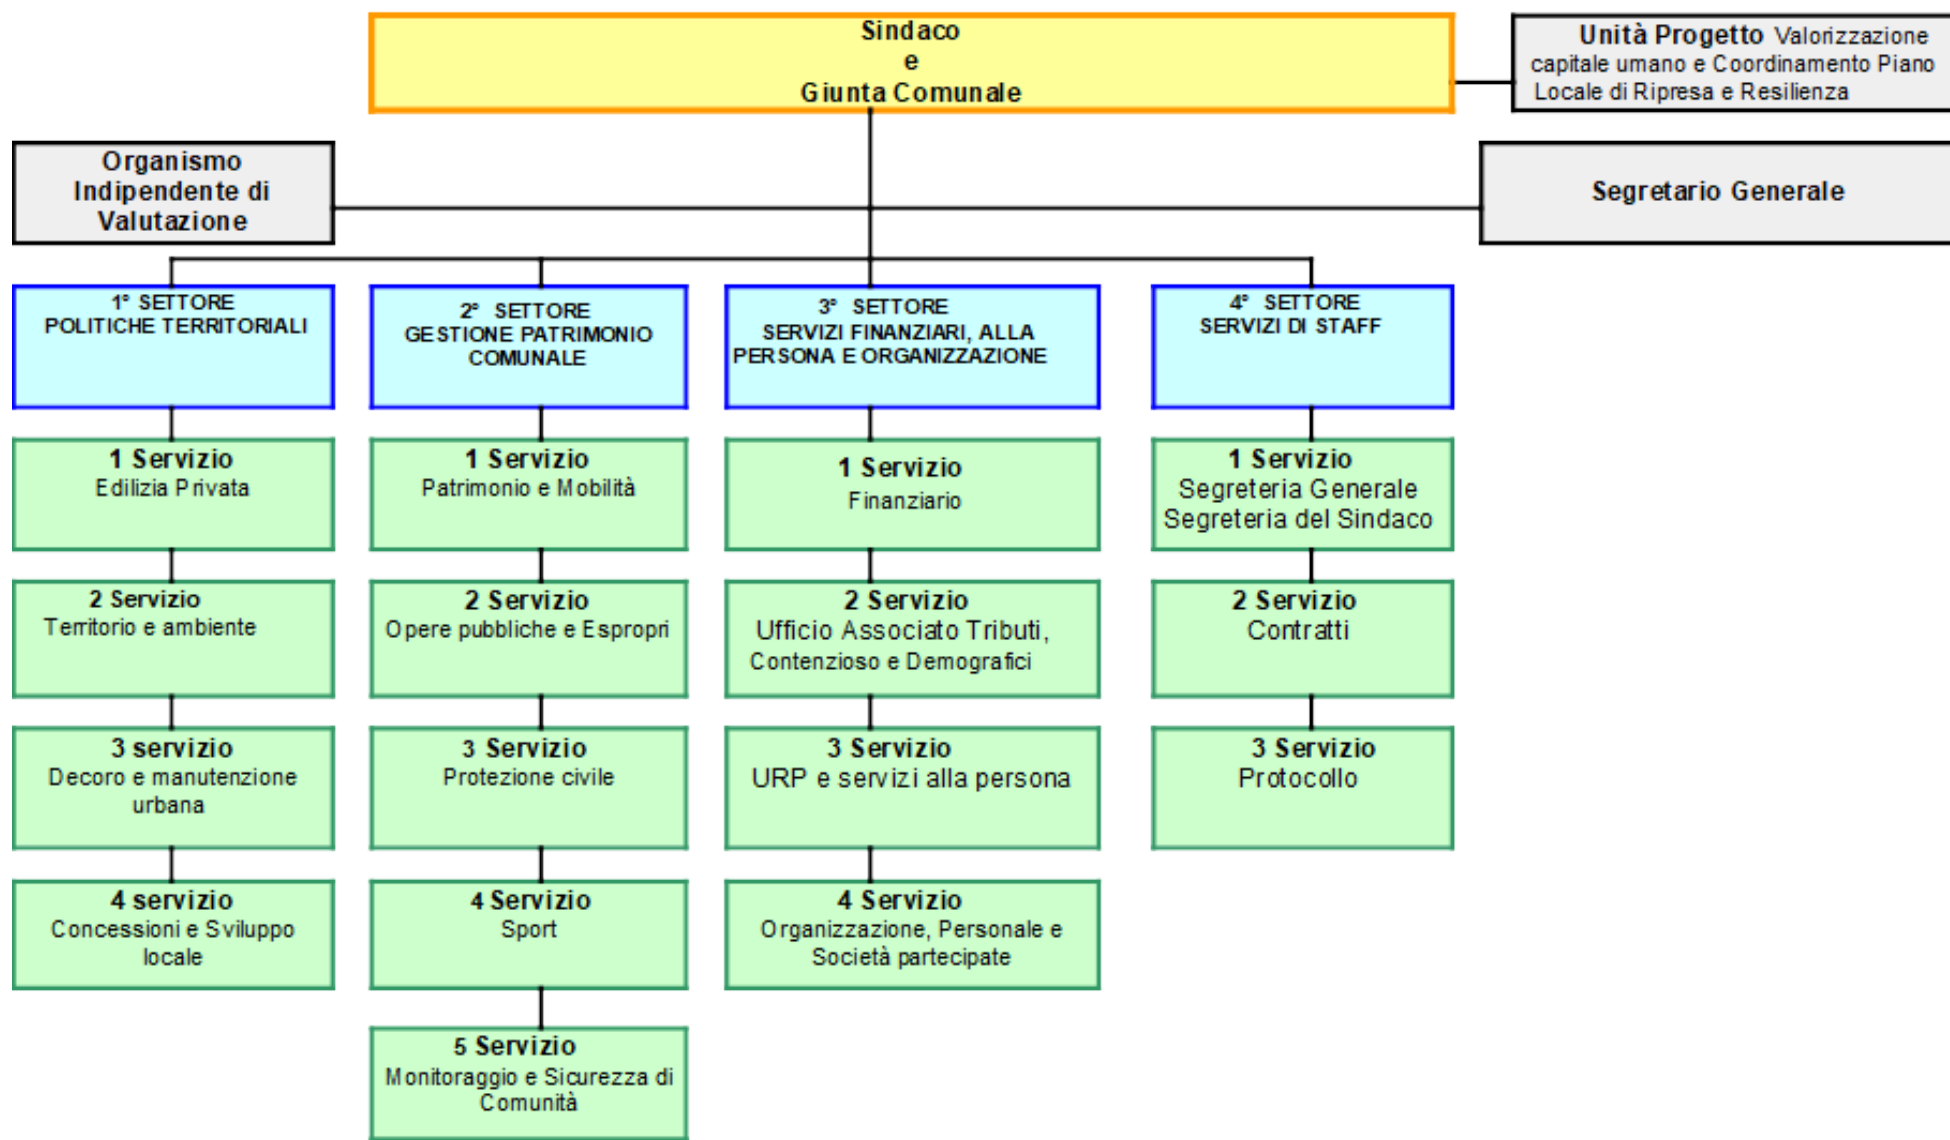 Sindaco
e
Giunta Comunale
Unità Progetto Valorizzazione
capitale umano e Coordinamento Piano
Locale di Ripresa e Resilienza
Organismo
Indipendente di
Valutazione
Segretario Generale
1° SETTORE
POLITICHE TERRITORIALI
2° SETTORE
GESTIONE PATRIMONIO
COMUNALE
3° SETTORE
SERVIZI FINANZIARI, ALLA
PERSONA E ORGANIZZAZIONE
4° SETTORE
SERVIZI DI STAFF
1 Servizio
Edilizia Privata
1 Servizio
Patrimonio e Mobilità
1 Servizio
Finanziario
1 Servizio
Segreteria Generale
Segreteria del Sindaco
2 Servizio
Territorio e ambiente
2 Servizio
Opere pubbliche e Espropri
2 Servizio
Ufficio Associato Tributi,
Contenzioso e Demografici
2 Servizio
Contratti
3 servizio
Decoro e manutenzione
urbana
3 Servizio
Protezione civile
3 Servizio
URP e servizi alla persona
3 Servizio
Protocollo
4 servizio
Concessioni e Sviluppo
locale
4 Servizio
Sport
4 Servizio
Organizzazione, Personale e
Società partecipate
5 Servizio
Monitoraggio e Sicurezza di
Comunità